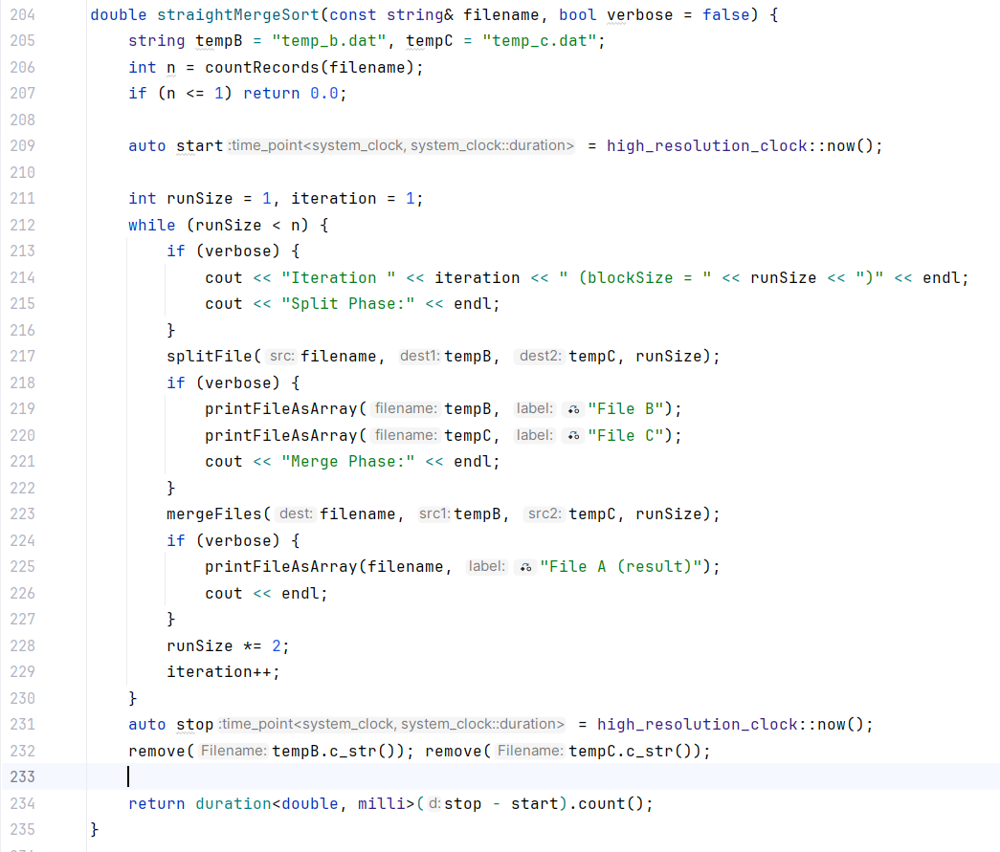 204 double straightMergeSort(const string& filename, bool verbose = false) {
205 string tempB = "temp_b.dat", tempC = "temp_c.dat";
206 int n = countRecords(filename);
207 if (n <= 1) return 0.0;
208
209 auto start :time_point<system_clock, system_clock::duration> = high_resolution_clock::now();
210
211 int runSize = 1, iteration = 1;
212 while (runSize < n) {
213 if (verbose) {
214 cout << "Iteration " << iteration << " (blockSize = " << runSize << ")" << endl;
215 cout << "Split Phase:" << endl;
216 }
217 splitFile( src: filename, dest1: tempB, dest2: tempC, runSize);
218 if (verbose) {
219 printFileAsArray( filename: tempB, label: "File B");
220 printFileAsArray( filename: tempC, label: "File C");
221 cout << "Merge Phase:" << endl;
222 }
223 mergeFiles( dest: filename, src1: tempB, src2: tempC, runSize);
224 if (verbose) {
225 printFileAsArray(filename, label: "File A (result)");
226 cout << endl;
227 }
228 runSize *= 2;
229 iteration++;
230 }
231 auto stop :time_point<system_clock, system_clock::duration> = high_resolution_clock::now();
232 remove( Filename: tempB.c_str()); remove( Filename: tempC.c_str());
233
234 return duration<double, milli>( d: stop - start).count();
235 }